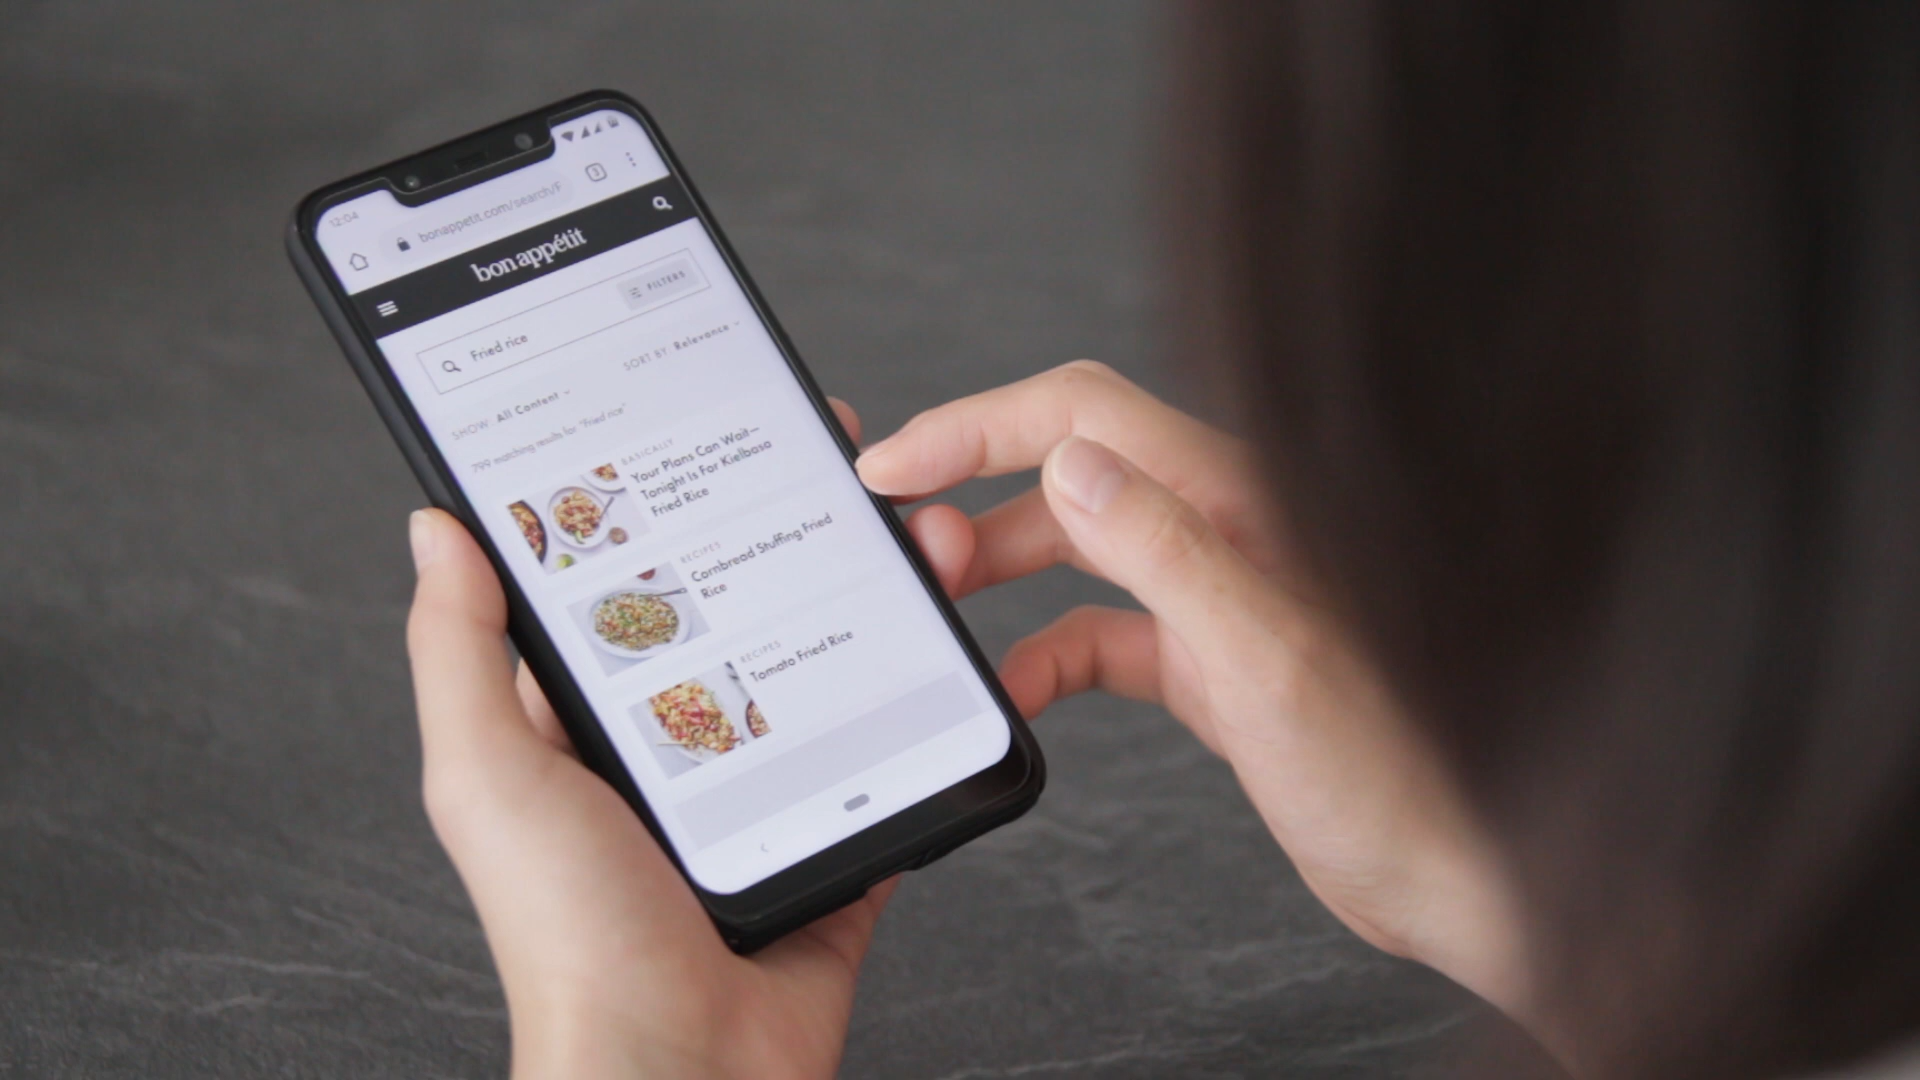 12:04
bonappetit.com/search/F
3
bon appétit
Fried rice
FILTERS
SORT BY Relevance
SHOW All Content
799 matching results for "Fried rice"
BASICALLY
Your Plans Can Wait—
Tonight Is For Kielbasa
Fried Rice
RECIPES
Cornbread Stuffing Fried
Rice
RECIPES
Tomato Fried Rice